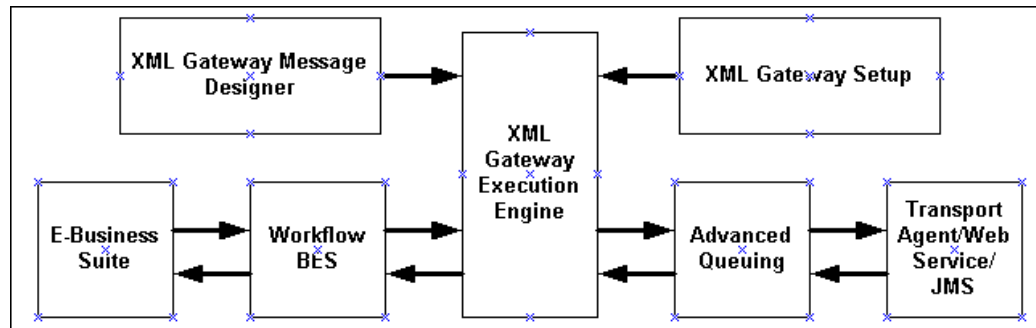 XML Gateway Message
Designer
XML Gateway Setup
XML
Gateway
Execution
Engine
E-Business
Suite
Workflow
BES
Advanced
Queuing
Transport
Agent/Web
Service/
JMS